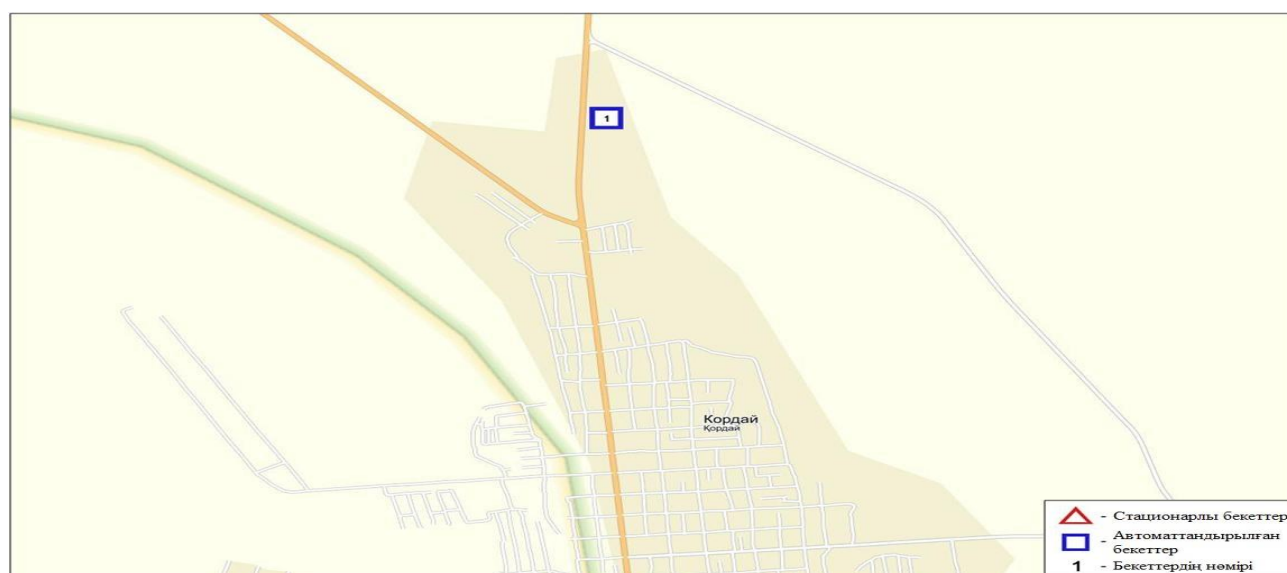 1
Кордай
Қордай
- Стационарлы бекеттер
- Автоматтандырылған
бекеттер
1 - Бекеттердің нөмірі